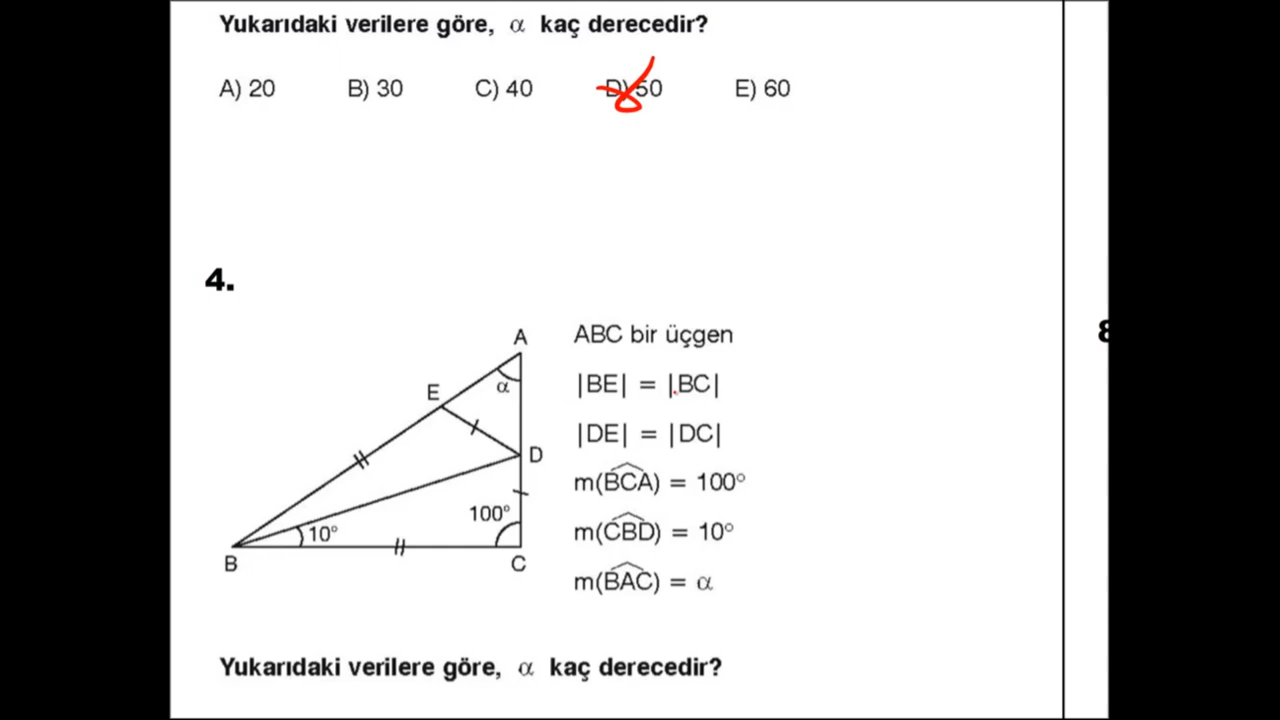 Yukarıdaki verilere göre, α kaç derecedir?
A) 20 B) 30 C) 40 D) 50 E) 60
4.
8
A
E
α
D
100°
10°
B
C
ABC bir üçgen
|BE| = |BC|
|DE| = |DC|
m(BCA) = 100°
m(CBD) = 10°
m(BAC) = α
Yukarıdaki verilere göre, α kaç derecedir?